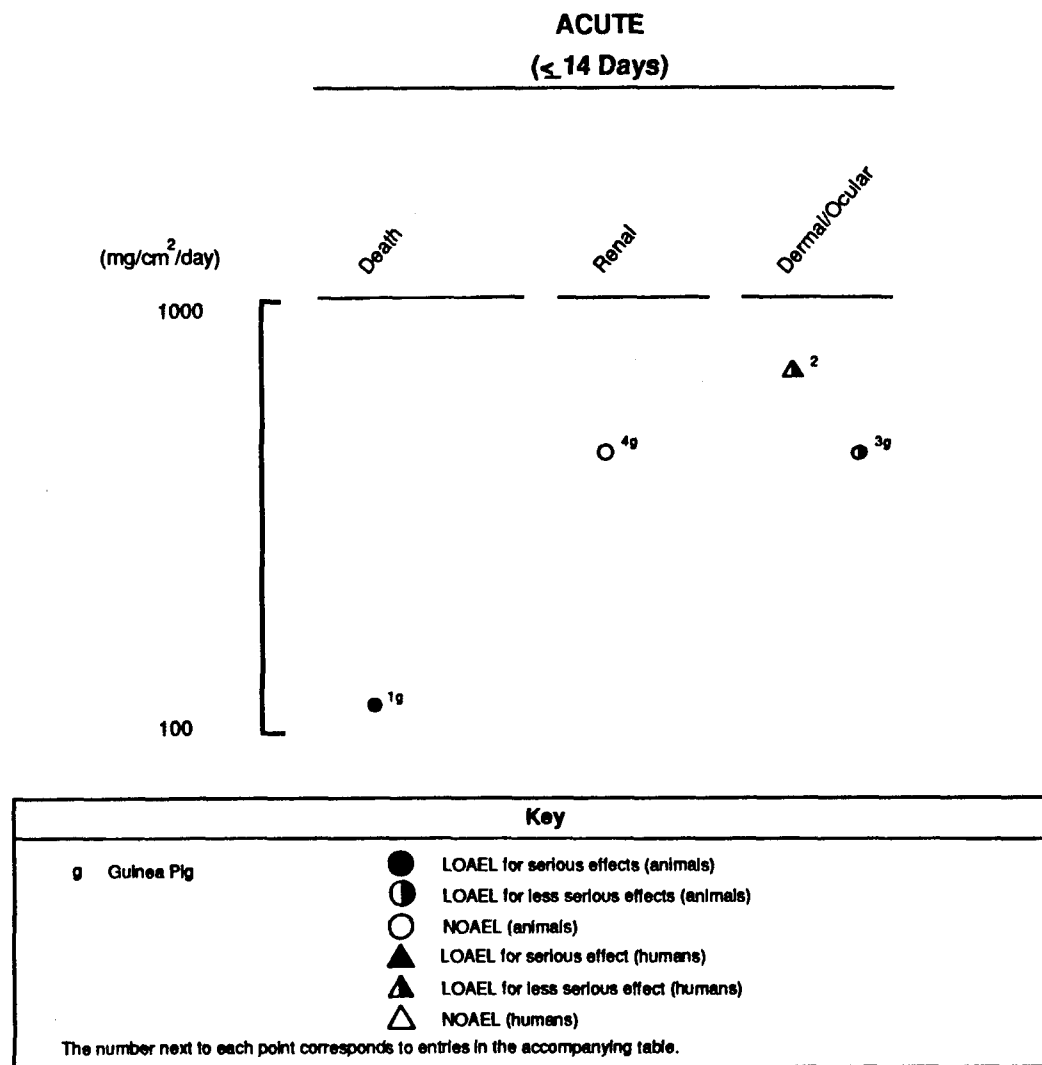 ACUTE
(≤ 14 Days)
(mg/cm²/day)
Death
Renal
Dermal/Ocular
1000
2
4g
3g
1g
100
Key
g Guinea Pig
LOAEL for serious effects (animals)
LOAEL for less serious effects (animals)
NOAEL (animals)
LOAEL for serious effect (humans)
LOAEL for less serious effect (humans)
NOAEL (humans)
The number next to each point corresponds to entries in the accompanying table.